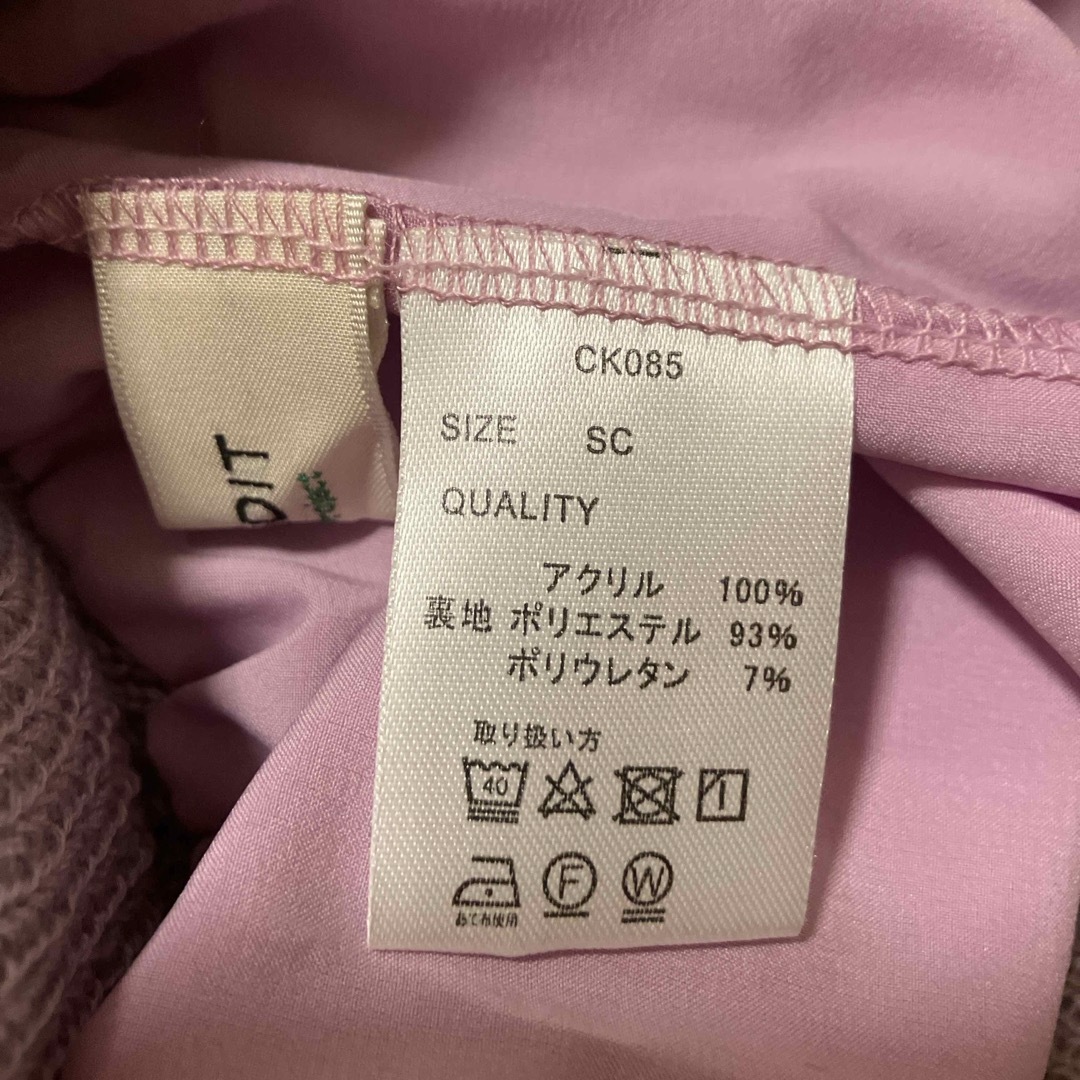 CK085
SIZE SC
QUALITY
アクリル 100%
裏地 ポリエステル 93%
ポリウレタン 7%
取り扱い方
40
F W
あて布使用
OIT